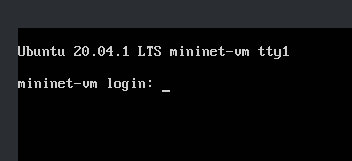 Ubuntu 20.04.1 LTS mininet-vm tty1
mininet-vm login: _